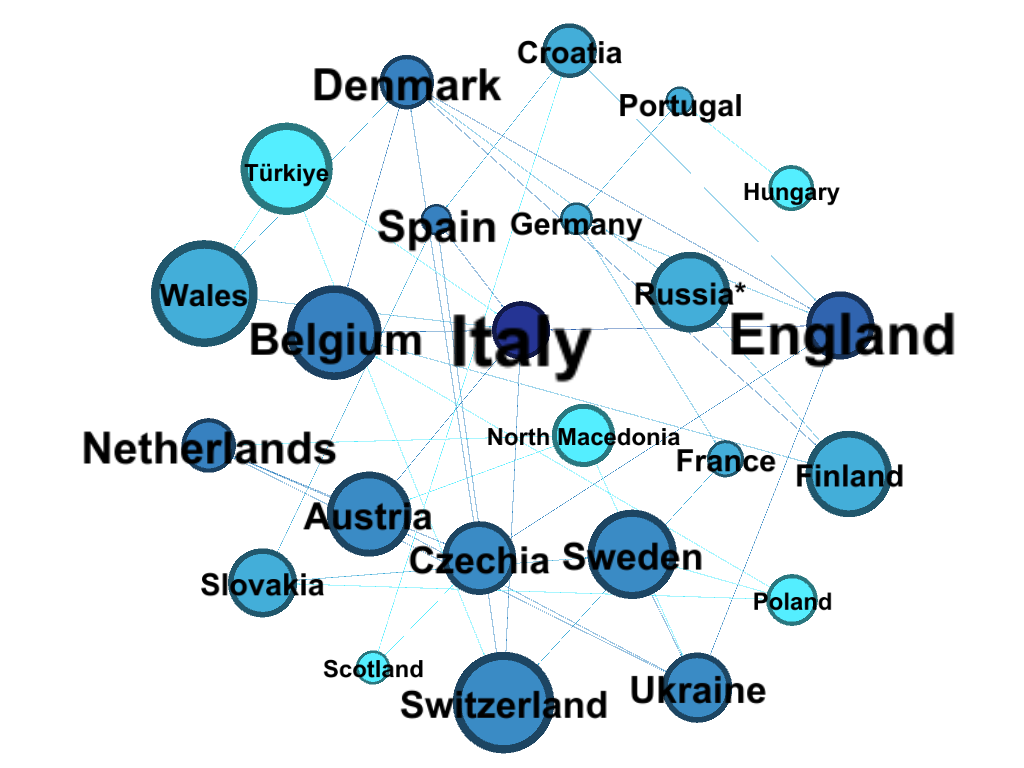 Croatia
Denmark
Portugal
Türkiye
Hungary
Spain
Germany
Wales
Russia*
Belgium
Italy
England
Netherlands
North Macedonia
France
Finland
Austria
Czechia
Sweden
Slovakia
Poland
Scotland
Switzerland
Ukraine